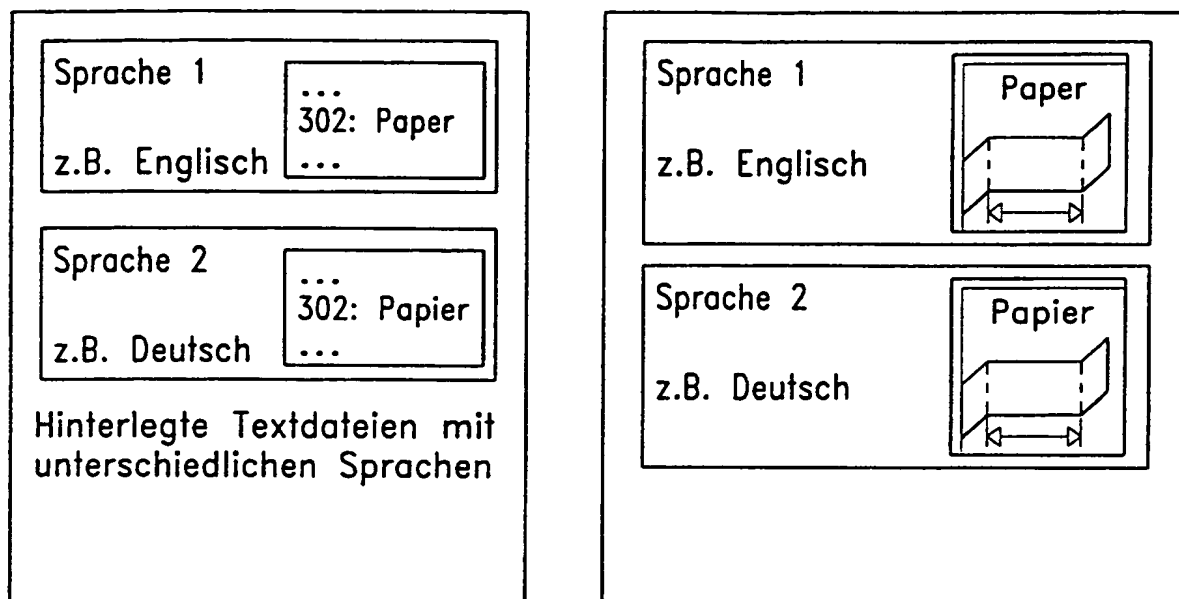 Sprache 1
...
302: Paper
...
z.B. Englisch
Sprache 2
...
302: Papier
...
z.B. Deutsch
Hinterlegte Textdateien mit
unterschiedlichen Sprachen
Sprache 1
z.B. Englisch
Paper
Sprache 2
z.B. Deutsch
Papier